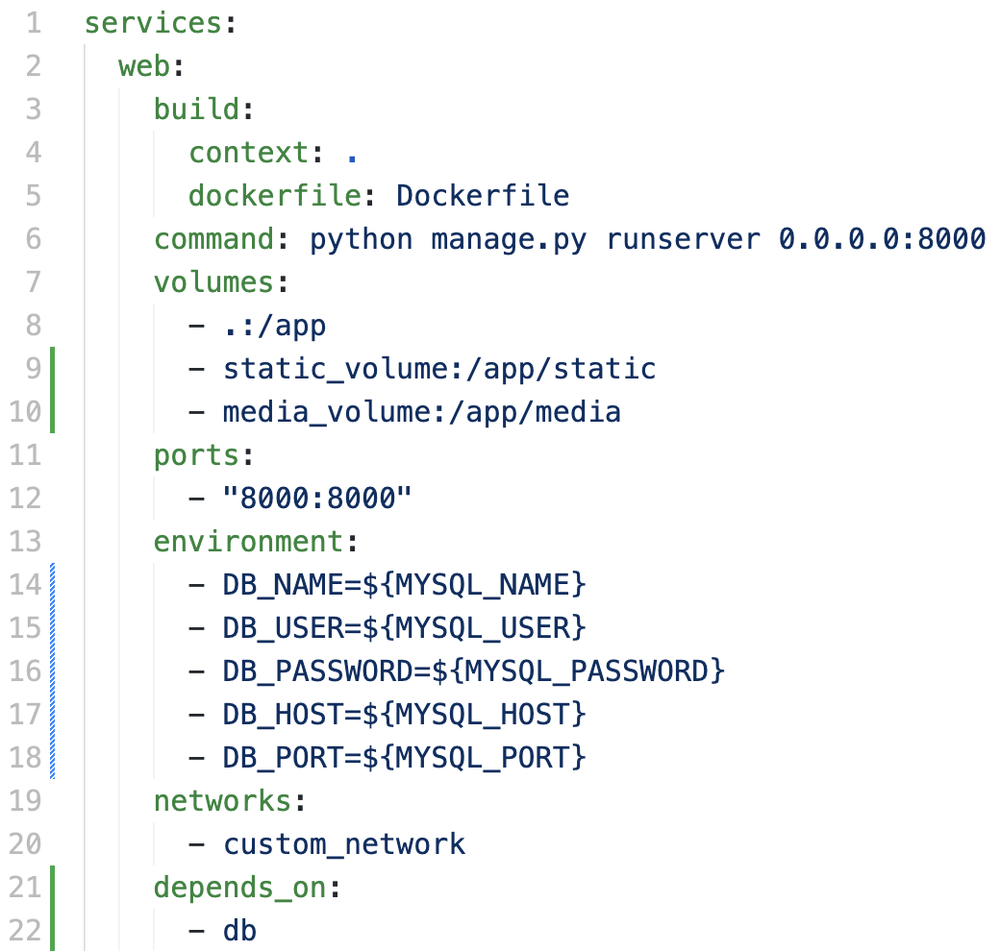 1 services:
2   web:
3     build:
4       context: .
5       dockerfile: Dockerfile
6     command: python manage.py runserver 0.0.0.0:8000
7     volumes:
8       - .:/app
9       - static_volume:/app/static
10       - media_volume:/app/media
11     ports:
12       - "8000:8000"
13     environment:
14       - DB_NAME=${MYSQL_NAME}
15       - DB_USER=${MYSQL_USER}
16       - DB_PASSWORD=${MYSQL_PASSWORD}
17       - DB_HOST=${MYSQL_HOST}
18       - DB_PORT=${MYSQL_PORT}
19     networks:
20       - custom_network
21     depends_on:
22       - db